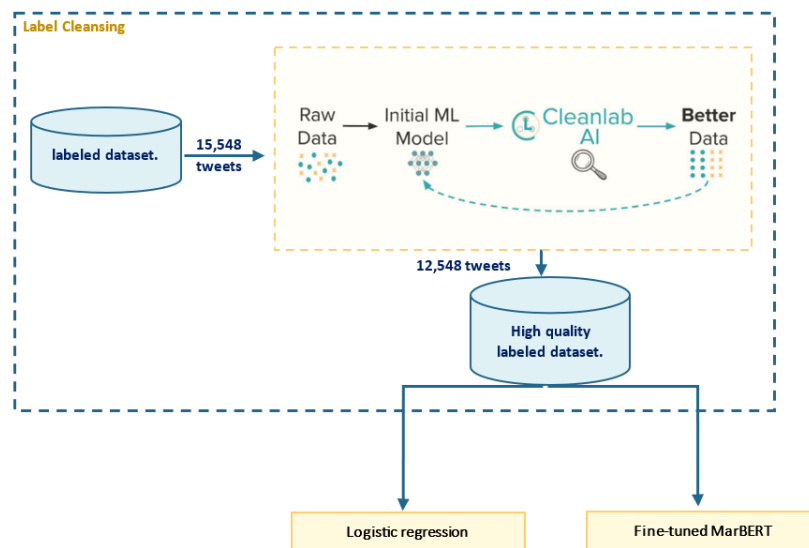 Label Cleansing
labeled dataset.
15,548
tweets
Raw
Data
Initial ML
Model
Cleanlab
AI
Better
Data
12,548 tweets
High quality
labeled dataset.
Logistic regression
Fine-tuned MarBERT